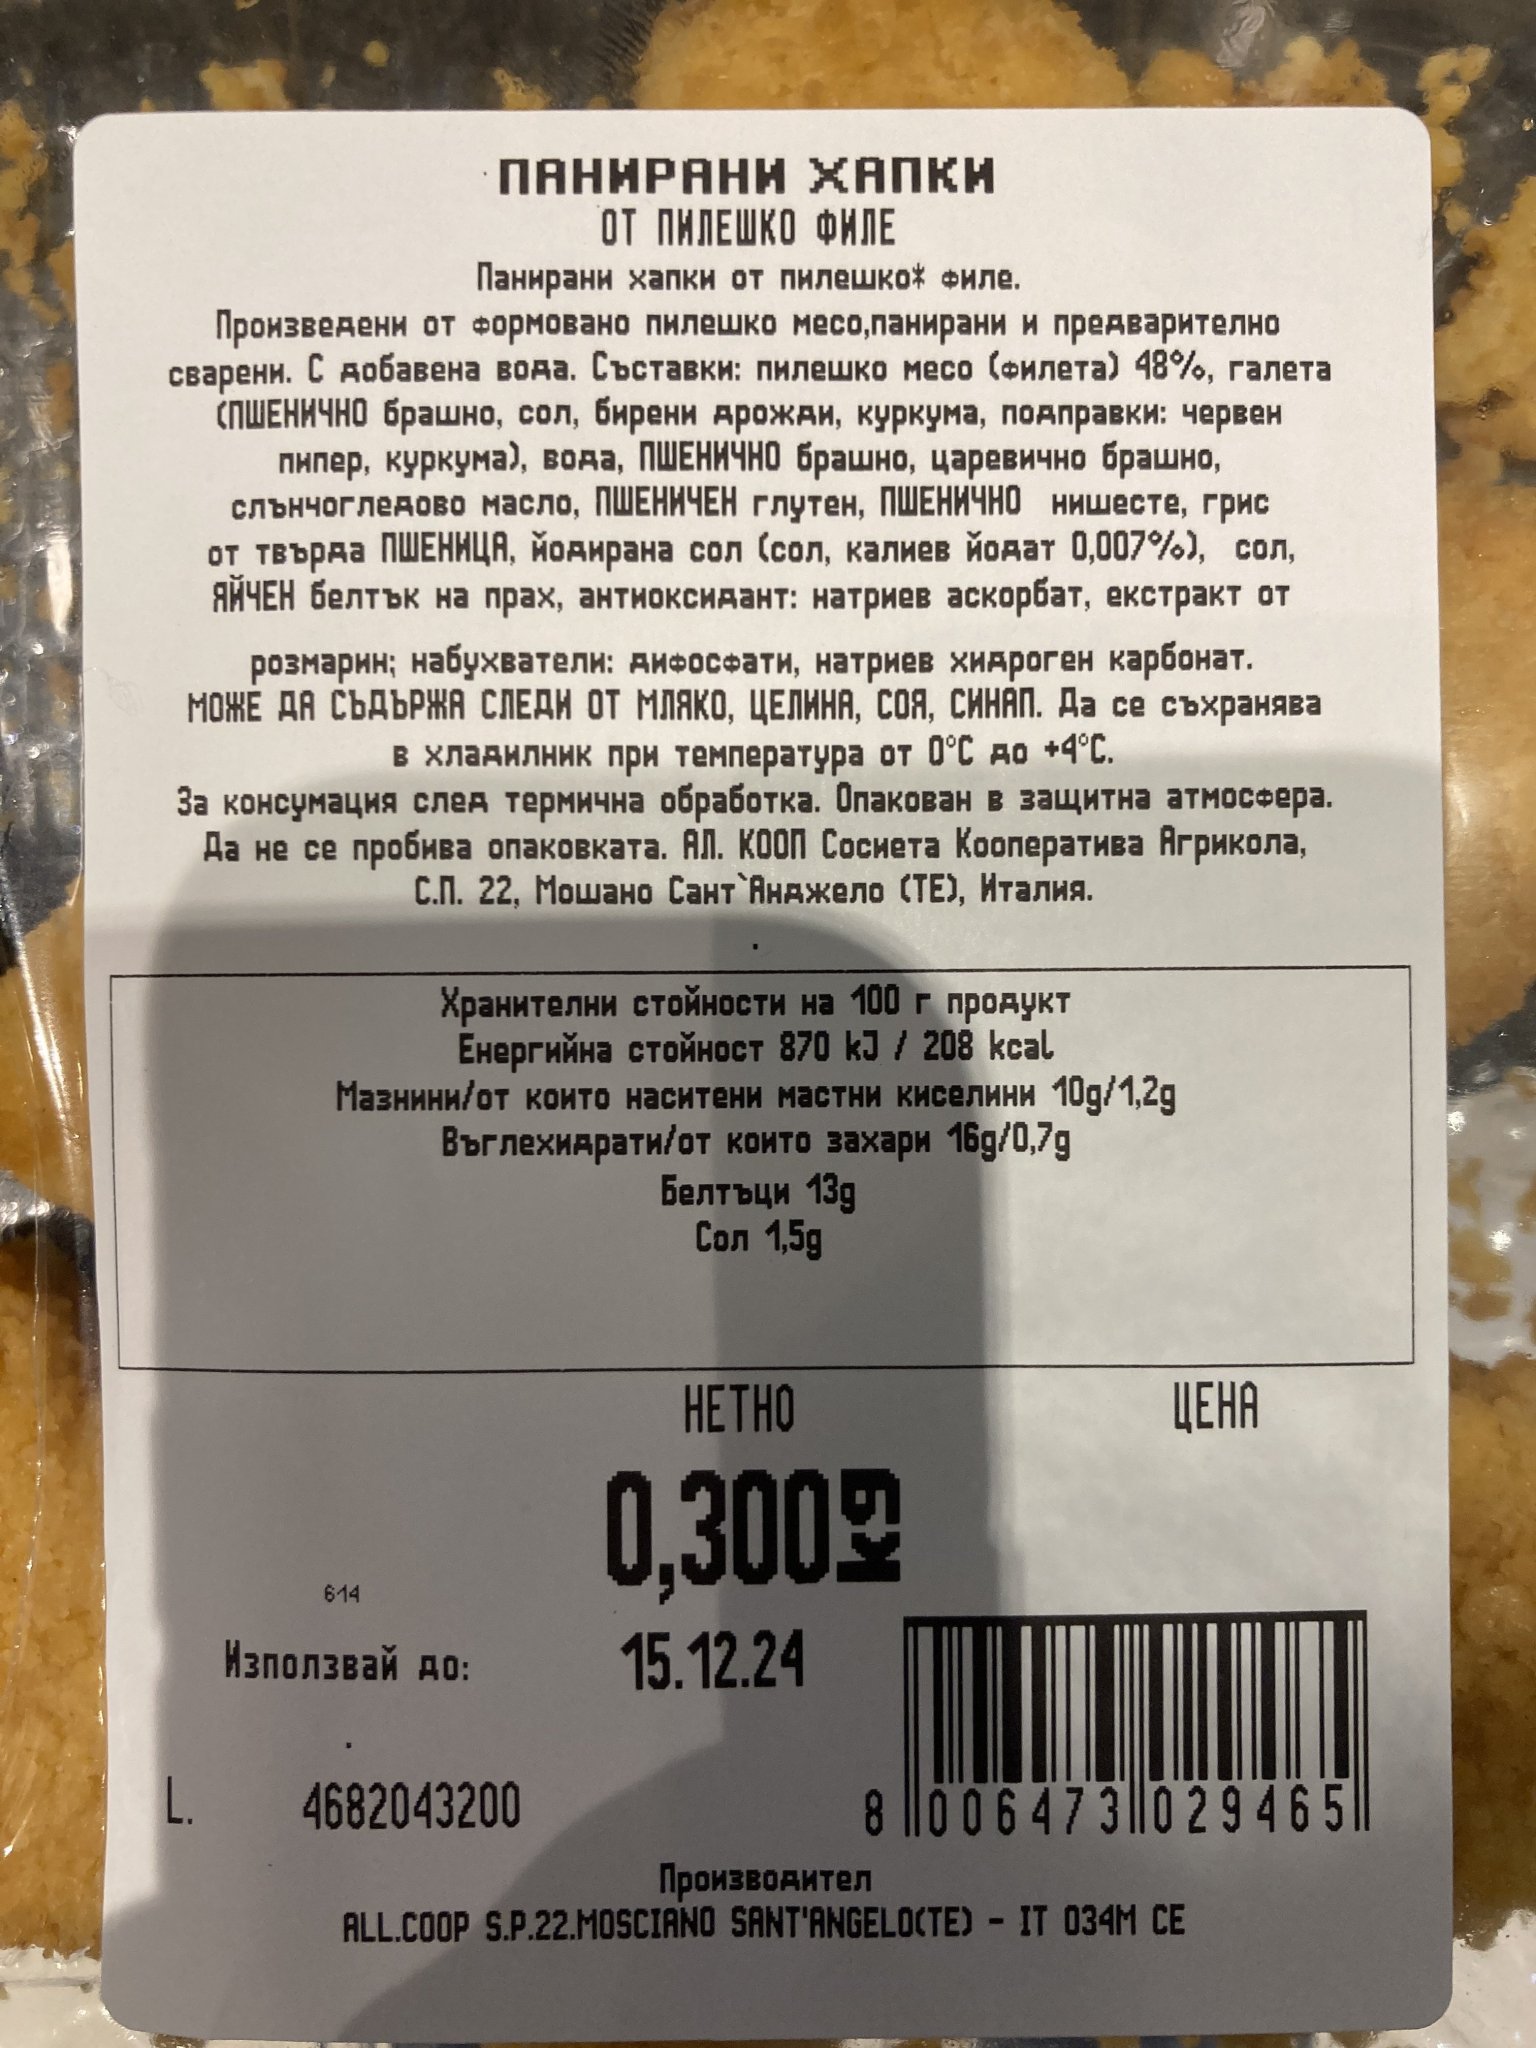 ПАНИРАНИ ХАПКИ
ОТ ПИЛЕШКО ФИЛЕ
Панирани хапки от пилешко* филе.
Произведени от формовано пилешко месо,панирани и предварително
сварени. С добавена вода. Съставки: пилешко месо (филета) 48%, галета
(ПШЕНИЧНО брашно, сол, бирени дрожди, куркума, подправки: червен
пипер, куркума), вода, ПШЕНИЧНО брашно, царевично брашно,
слънчогледово масло, ПШЕНИЧЕН глутен, ПШЕНИЧНО нишесте, грис
от твърда ПШЕНИЦА, йодирана сол (сол, калиев йодат 0,007%), сол,
ЯЙЧЕН белтък на прах, антиоксидант: натриев аскорбат, екстракт от
розмарин; набухватели: дифосфати, натриев хидроген карбонат.
МОЖЕ ДА СЪДЪРЖА СЛЕДИ ОТ МЛЯКО, ЦЕЛИНА, СОЯ, СИНАП. Да се съхранява
в хладилник при температура от 0°C до +4°C.
За консумация след термична обработка. Опакован в защитна атмосфера.
Да не се пробива опаковката. АЛ. КООП Сосиета Кооператива Агрикола,
С.П. 22, Мошано Сант`Анджело (ТЕ), Италия.
Хранителни стойности на 100 г продукт
Енергийна стойност 870 kJ / 208 kcal
Мазнини/от които наситени мастни киселини 10g/1,2g
Въглехидрати/от които захари 16g/0,7g
Белтъци 13g
Сол 1,5g
НЕТНО ЦЕНА
0,300kg
614
Използвай до: 15.12.24
L. 4682043200
8 006473 029465
Производител
ALL.COOP S.P.22.MOSCIANO SANT'ANGELO(TE) - IT 034M CE